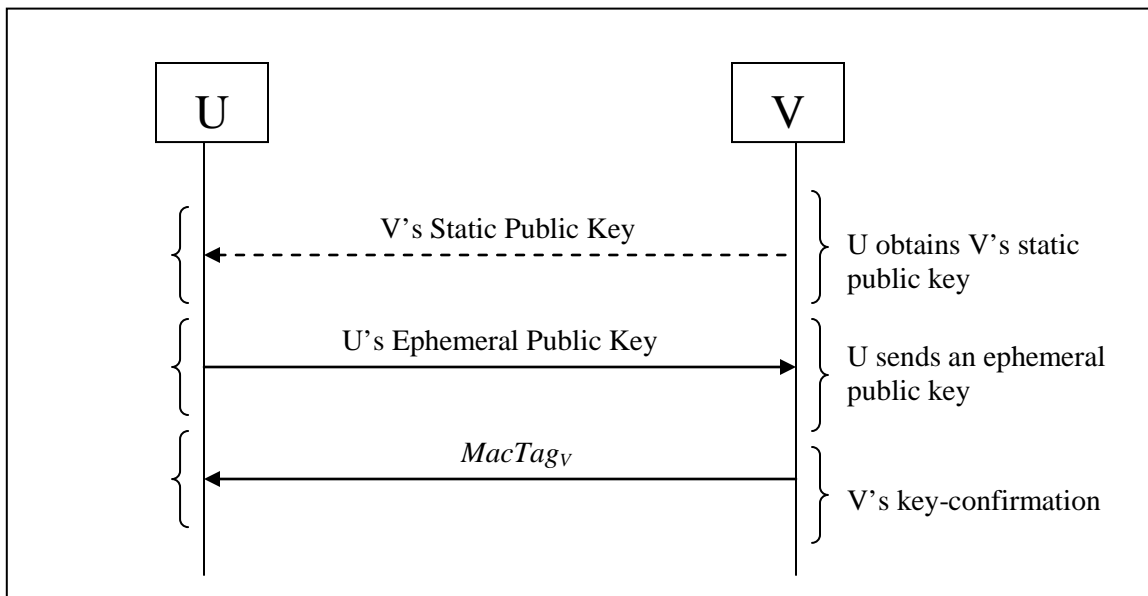 U
V
V’s Static Public Key
U obtains V’s static
public key
U’s Ephemeral Public Key
U sends an ephemeral
public key
MacTagV
V’s key-confirmation